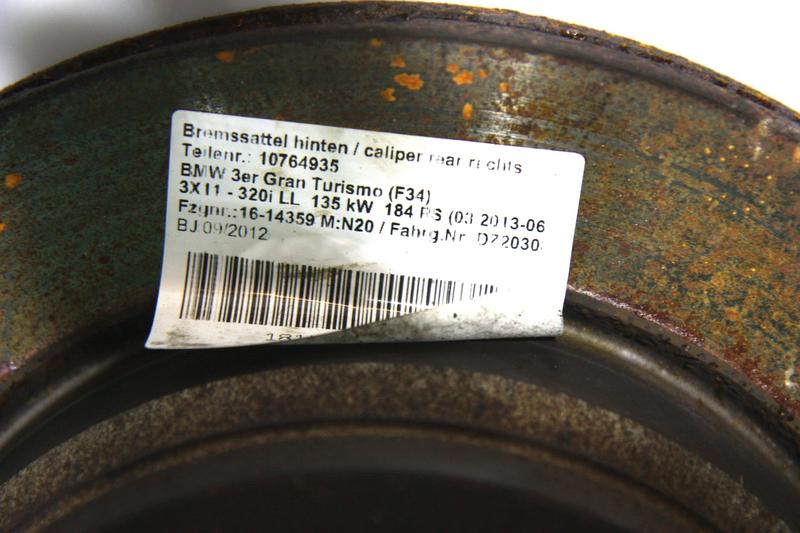 Bremssattel hinten / caliper rear rechts
Teilenr.: 10764935
BMW 3er Gran Turismo (F34)
3X11 - 320i LL 135 kW 184 PS (03 2013-06
Fzgnr.:16-14359 M:N20 / Fahrg.Nr. DZ2030
BJ:09/2012